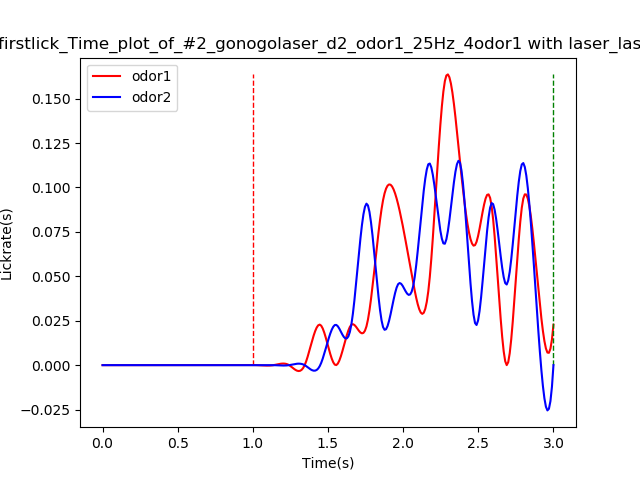 firstlick_Time_plot_of_#2_gonogolaser_d2_odor1_25Hz_4odor1 with laser_las
odor1
odor2
Lickrate(s)
0.150
0.125
0.100
0.075
0.050
0.025
0.000
−0.025
0.0 0.5 1.0 1.5 2.0 2.5 3.0
Time(s)